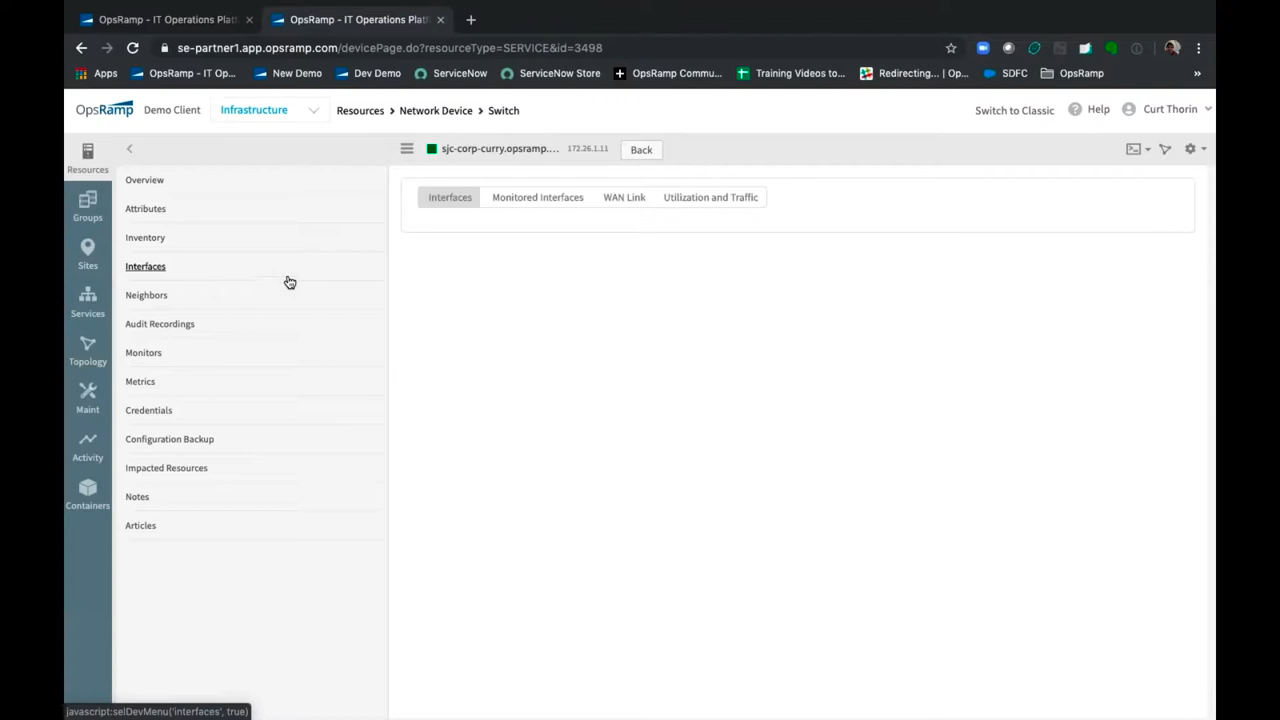 OpsRamp – IT Operations Platf
OpsRamp – IT Operations Platf
se-partner1.app.opsramp.com/devicePage.do?resourceType=SERVICE&id=3498
Apps
OpsRamp – IT Op...
New Demo
Dev Demo
ServiceNow
ServiceNow Store
OpsRamp Commu...
Training Videos to...
Redirecting... | Op...
SDFC
OpsRamp
»
OpsRamp
Demo Client
Infrastructure
Resources > Network Device > Switch
Switch to Classic
Help
Curt Thorin
sjc-corp-curry.opsramp....
172.26.1.11
Back
Resources
Groups
Sites
Services
Topology
Maint
Activity
Containers
Overview
Attributes
Inventory
Interfaces
Neighbors
Audit Recordings
Monitors
Metrics
Credentials
Configuration Backup
Impacted Resources
Notes
Articles
Interfaces
Monitored Interfaces
WAN Link
Utilization and Traffic
javascript:selDevMenu('interfaces', true)